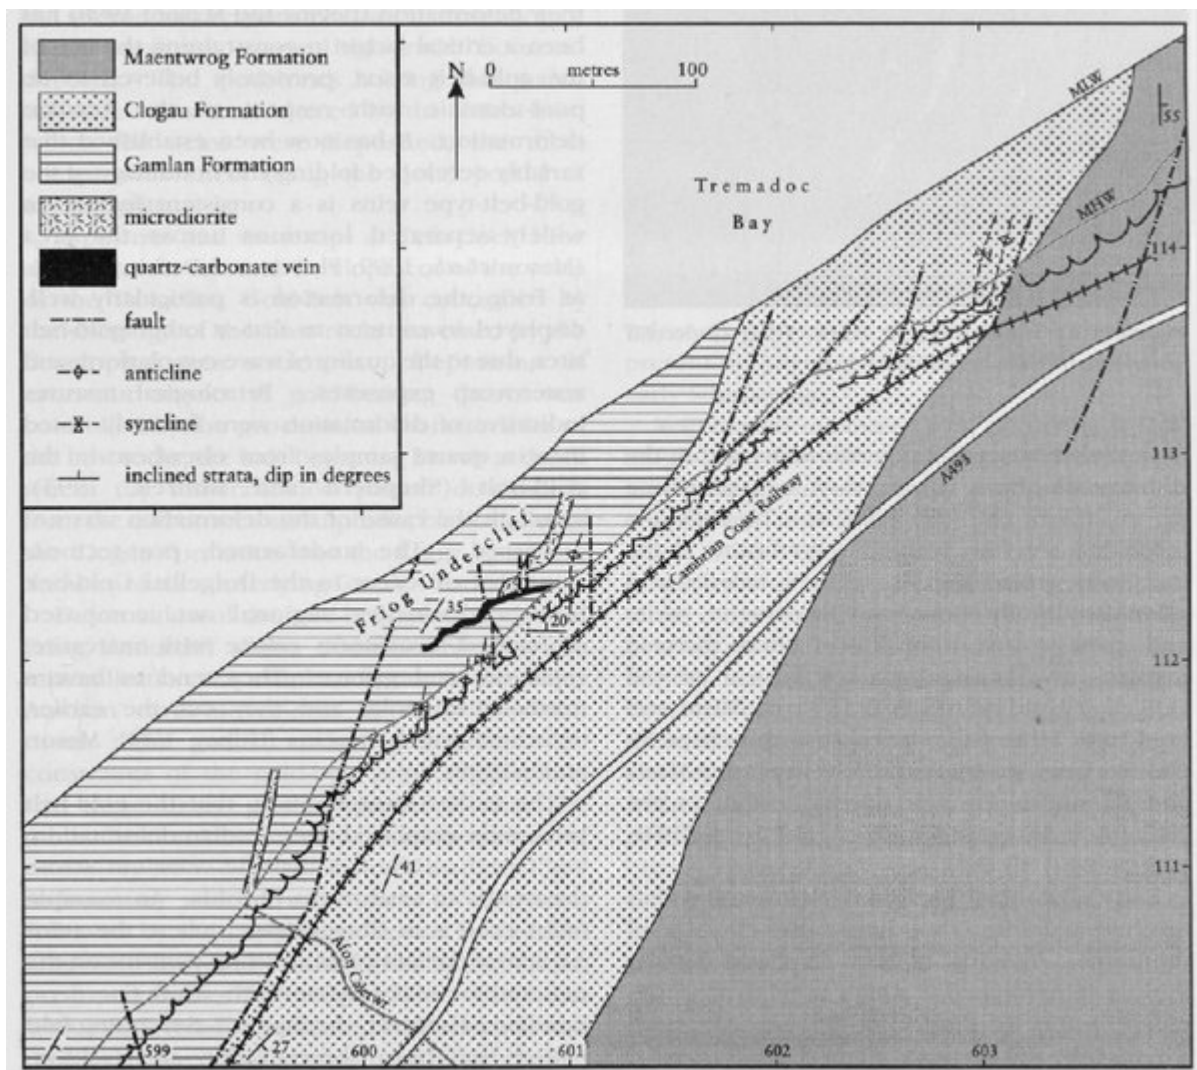 Maentwrog Formation
Clogau Formation
Gamlan Formation
microdiorite
quartz-carbonate vein
fault
anticline
syncline
inclined strata, dip in degrees
N
0 metres 100
Tremadoc
Bay
MLW
MHW
55
114
113
112
111
A493
Cambrian Coast Railway
Friog Undercliff
35
20
41
27
Afon
599
600
601
602
603